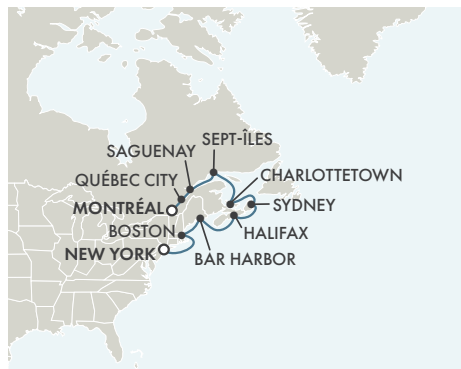 SEPT-ÎLES
SAGUENAY
CHARLOTTETOWN
QUÉBEC CITY
SYDNEY
MONTRÉAL
BOSTON
HALIFAX
NEW YORK
BAR HARBOR